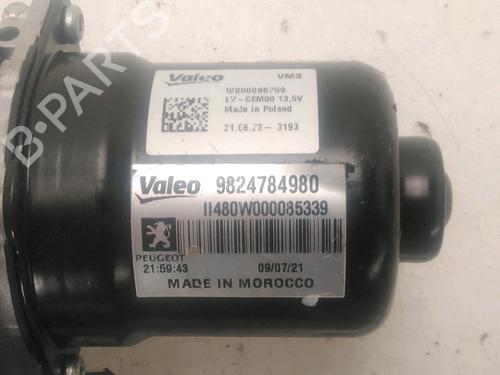 Valeo VM3
W000096709
EV-CEM00 13,5V
Made in Poland
21.06.22- 3193
Valeo 9824784980
II480W000085339
PEUGEOT
21:59:43 09/07/21
MADE IN MOROCCO